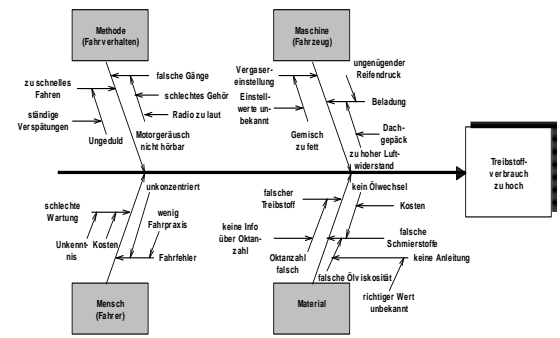 Methode
(Fahrverhalten)
Maschine
(Fahrzeug)
falsche Gänge
zu schnelles
Fahren
schlechtes Gehör
Radio zu laut
ständige
Verspätungen
Ungeduld
Motorgeräusch
nicht hörbar
Vergaser-
einstellung
Einstell-
werte un-
bekannt
Gemisch
zu fett
ungenügender
Reifendruck
Beladung
Dach-
gepäck
zu hoher Luft-
widerstand
Treibstoff-
verbrauch
zu hoch
unkonzentriert
schlechte
Wartung
wenig
Fahrpraxis
Unkennt-
nis
Kosten
Fahrfehler
Mensch
(Fahrer)
falscher
Treibstoff
kein Ölwechsel
Kosten
keine Info
über Oktan-
zahl
falsche
Schmierstoffe
Oktanzahl
falsch
keine Anleitung
falsche Ölviskosität
richtiger Wert
unbekannt
Material